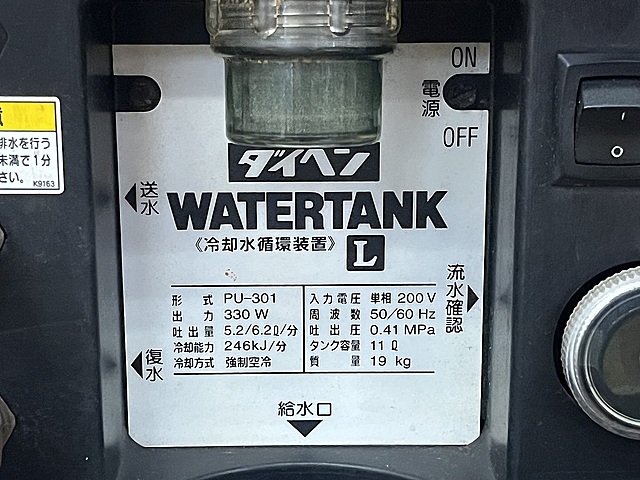 ON
電源
OFF
排水を行う
未満で1分
さい。
K9163
ダイヘン
送水
WATERTANK
《冷却水循環装置》 L
流水確認
形式 PU-301
出力 330 W
吐出量 5.2/6.2ℓ/分
冷却能力 246kJ/分
冷却方式 強制空冷
入力電圧 単相 200 V
周波数 50/60 Hz
吐出圧 0.41 MPa
タンク容量 11 ℓ
質量 19 kg
復水
給水口